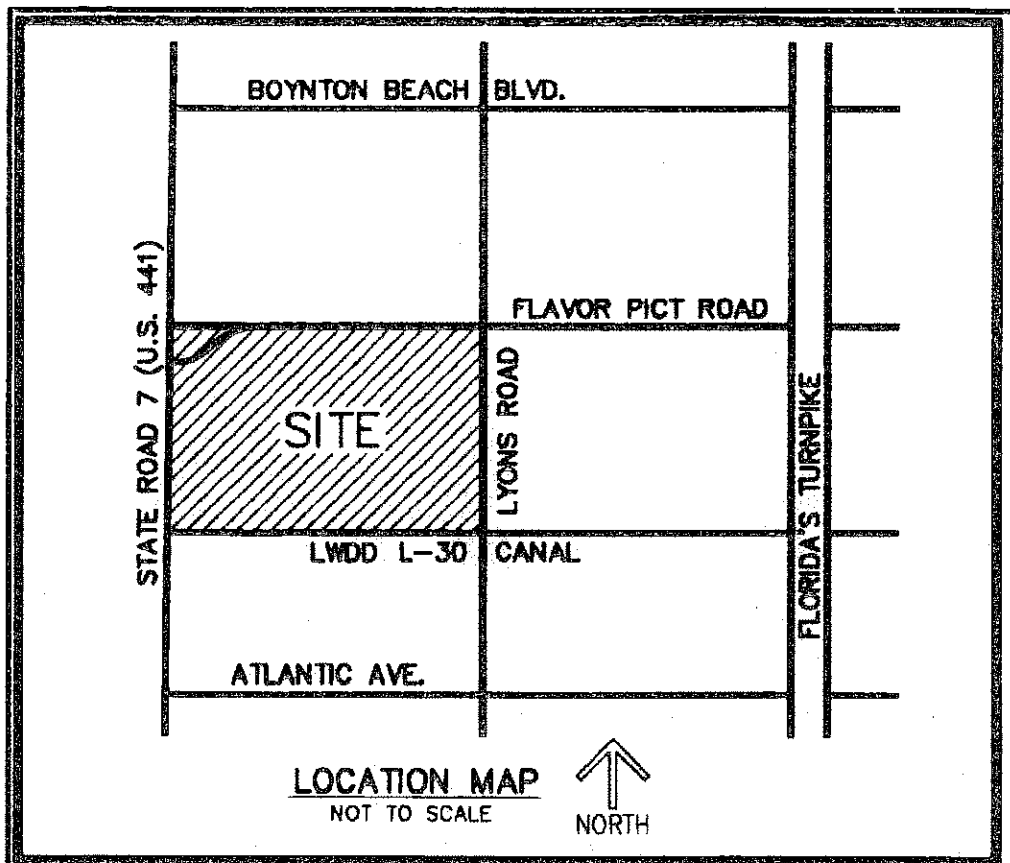 BOYNTON BEACH BLVD.
STATE ROAD 7 (U.S. 441)
FLAVOR PICT ROAD
SITE
LYONS ROAD
FLORIDA'S TURNPIKE
LWDD L-30 CANAL
ATLANTIC AVE.
LOCATION MAP
NOT TO SCALE
NORTH